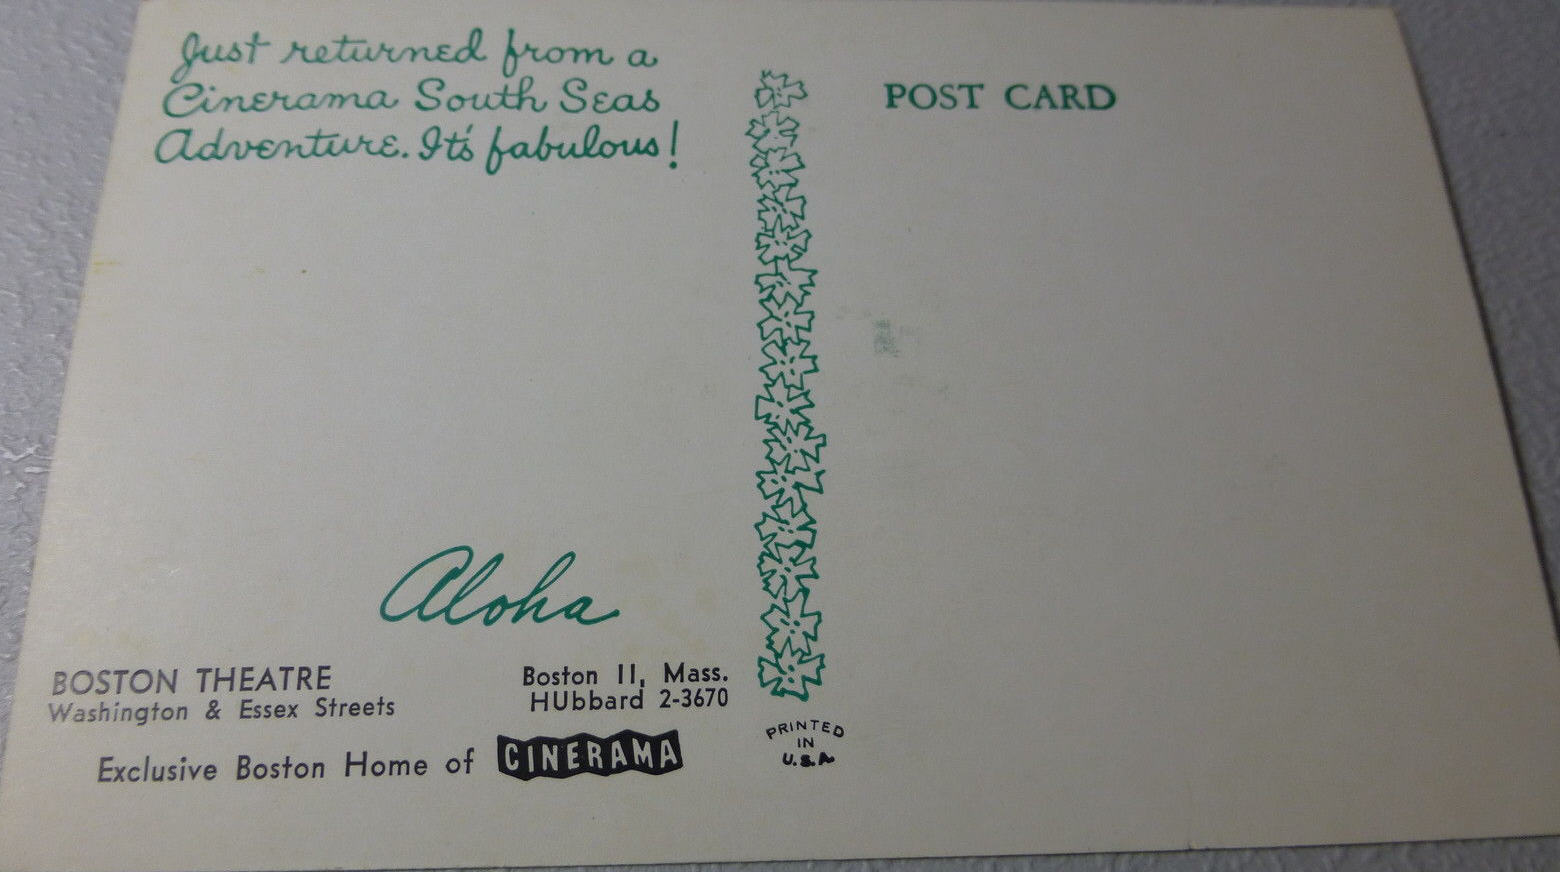 Just returned from a
Cinerama South Seas
Adventure. It's fabulous!
POST CARD
Aloha
BOSTON THEATRE
Washington & Essex Streets
Boston 11, Mass.
HUbbard 2-3670
Exclusive Boston Home of CINERAMA
PRINTED
IN
U.S.A